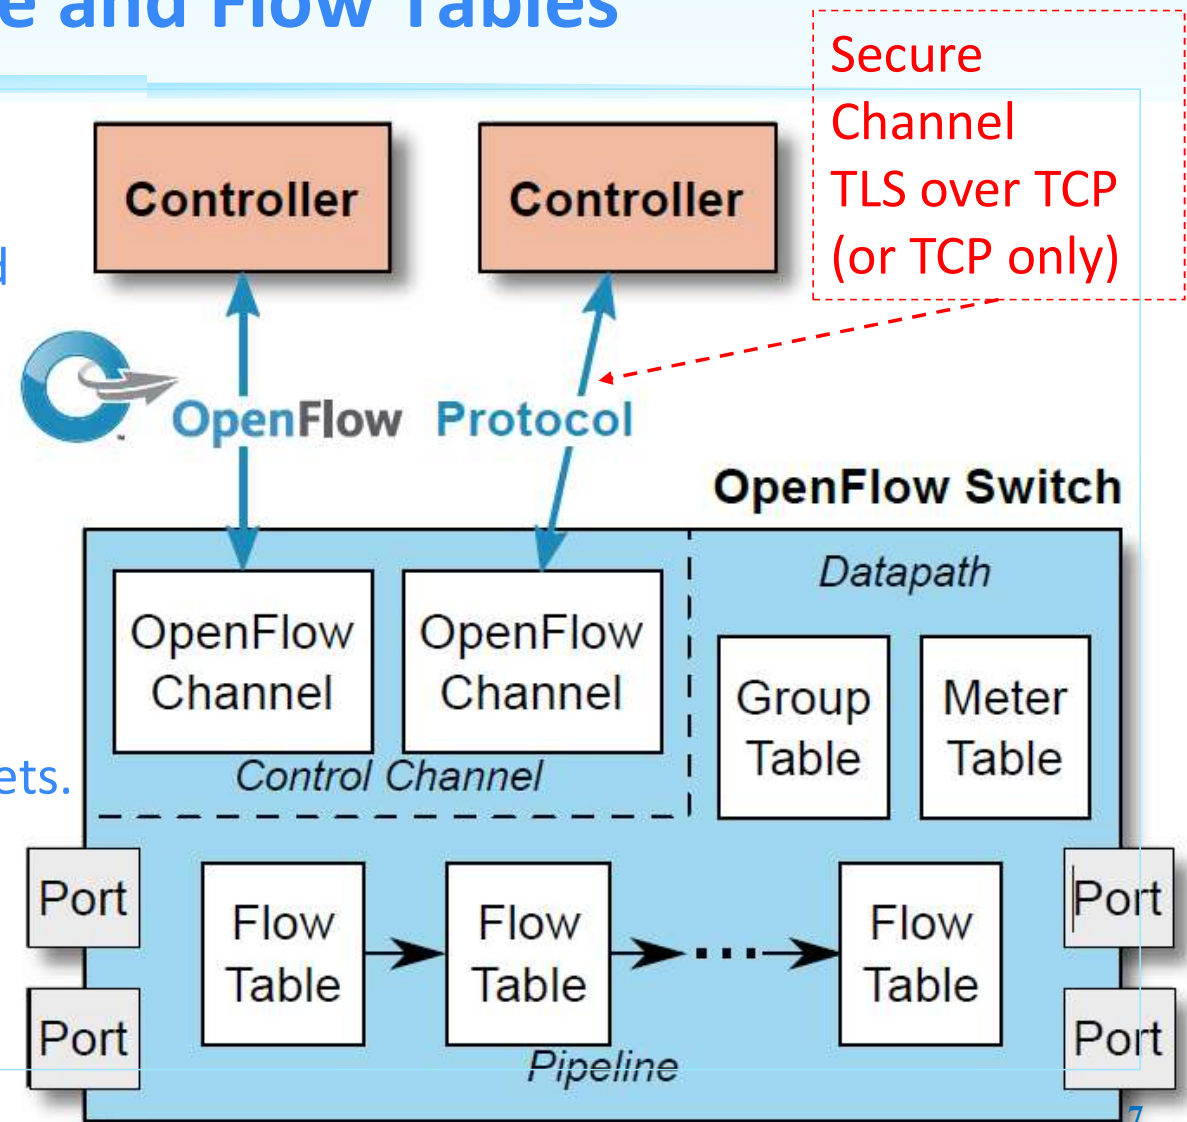 e and Flow Tables
Secure
Channel
TLS over TCP
(or TCP only)
Controller
Controller
d
OpenFlow Protocol
™
OpenFlow Switch
Datapath
OpenFlow
Channel
OpenFlow
Channel
Group
Table
Meter
Table
ets.
Control Channel
Port
Port
Flow
Table
Flow
Table
...
Flow
Table
Port
Port
Pipeline
7